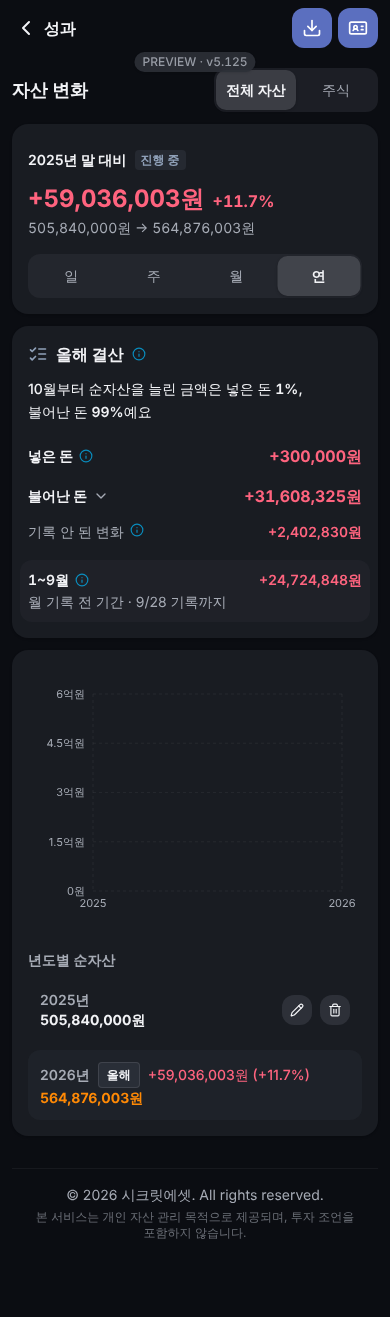 성과
PREVIEW · v5.125
자산 변화
전체 자산
주식
2025년 말 대비 진행 중
+59,036,003원 +11.7%
505,840,000원 → 564,876,003원
일 주 월 연
올해 결산
10월부터 순자산을 늘린 금액은 넣은 돈 1%,
불어난 돈 99%예요
넣은 돈 +300,000원
불어난 돈 +31,608,325원
기록 안 된 변화 +2,402,830원
1~9월 +24,724,848원
월 기록 전 기간 · 9/28 기록까지
6억원
4.5억원
3억원
1.5억원
0원
2025 2026
년도별 순자산
2025년
505,840,000원
2026년 올해 +59,036,003원 (+11.7%)
564,876,003원
© 2026 시크릿에셋. All rights reserved.
본 서비스는 개인 자산 관리 목적으로 제공되며, 투자 조언을
포함하지 않습니다.